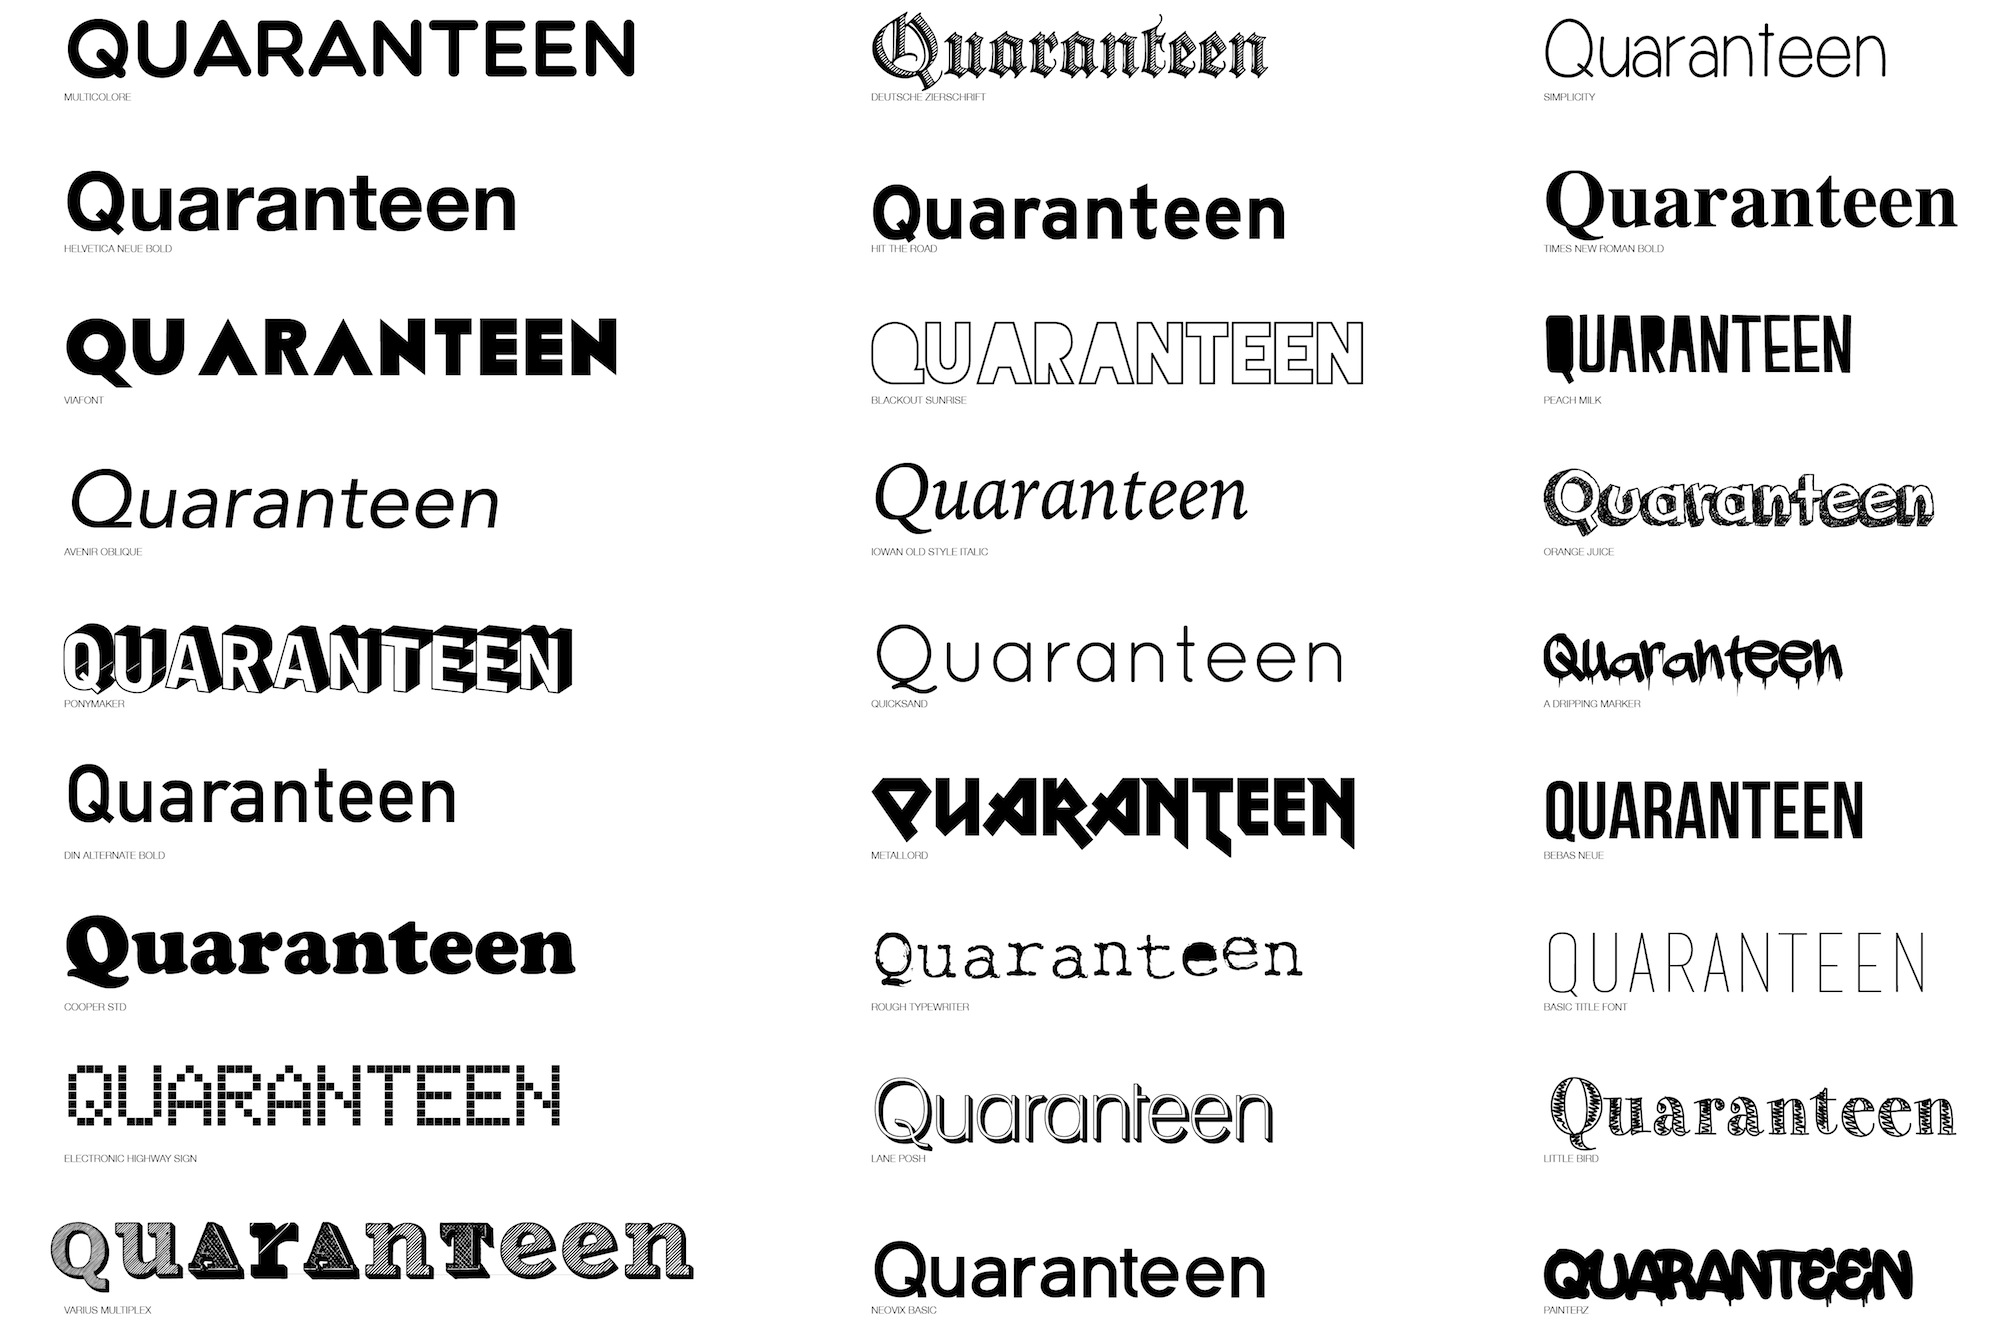 QUARANTEEN
MULTICOLORE
Quaranteen
DEUTSCHE ZIERSCHRIFT
Quaranteen
SIMPLICITY
Quaranteen
HELVETICA NEUE BOLD
Quaranteen
HIT THE ROAD
Quaranteen
TIMES NEW ROMAN BOLD
QUARANTEEN
VIAFONT
QUARANTEEN
BLACKOUT SUNRISE
QUARANTEEN
PEACH MILK
Quaranteen
AVENIR OBLIQUE
Quaranteen
IOWAN OLD STYLE ITALIC
Quaranteen
ORANGE JUICE
QUARANTEEN
PONYMAKER
Quaranteen
QUICKSAND
Quaranteen
A DRIPPING MARKER
Quaranteen
DIN ALTERNATE BOLD
QUARANTEEN
METALLORD
QUARANTEEN
BEBAS NEUE
Quaranteen
COOPER STD
Quaranteen
ROUGH TYPEWRITER
QUARANTEEN
BASIC TITLE FONT
QUARANTEEN
ELECTRONIC HIGHWAY SIGN
Quaranteen
LANE POSH
Quaranteen
LITTLE BIRD
QuArAnTeen
VARIUS MULTIPLEX
Quaranteen
NEOVIX BASIC
QUARANTEEN
PAINTERZ